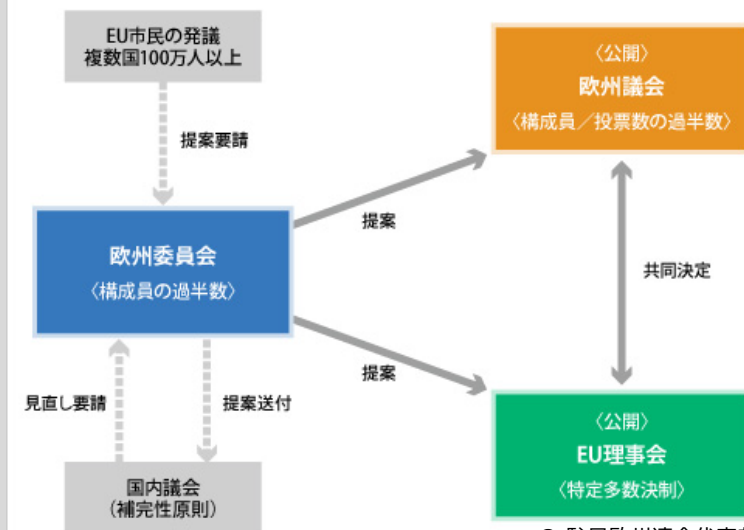 EU市民の発議
複数国100万人以上
提案要請
〈公開〉
欧州議会
〈構成員／投票数の過半数〉
欧州委員会
〈構成員の過半数〉
提案
共同決定
提案
見直し要請
提案送付
〈公開〉
EU理事会
〈特定多数決制〉
国内議会
（補完性原則）